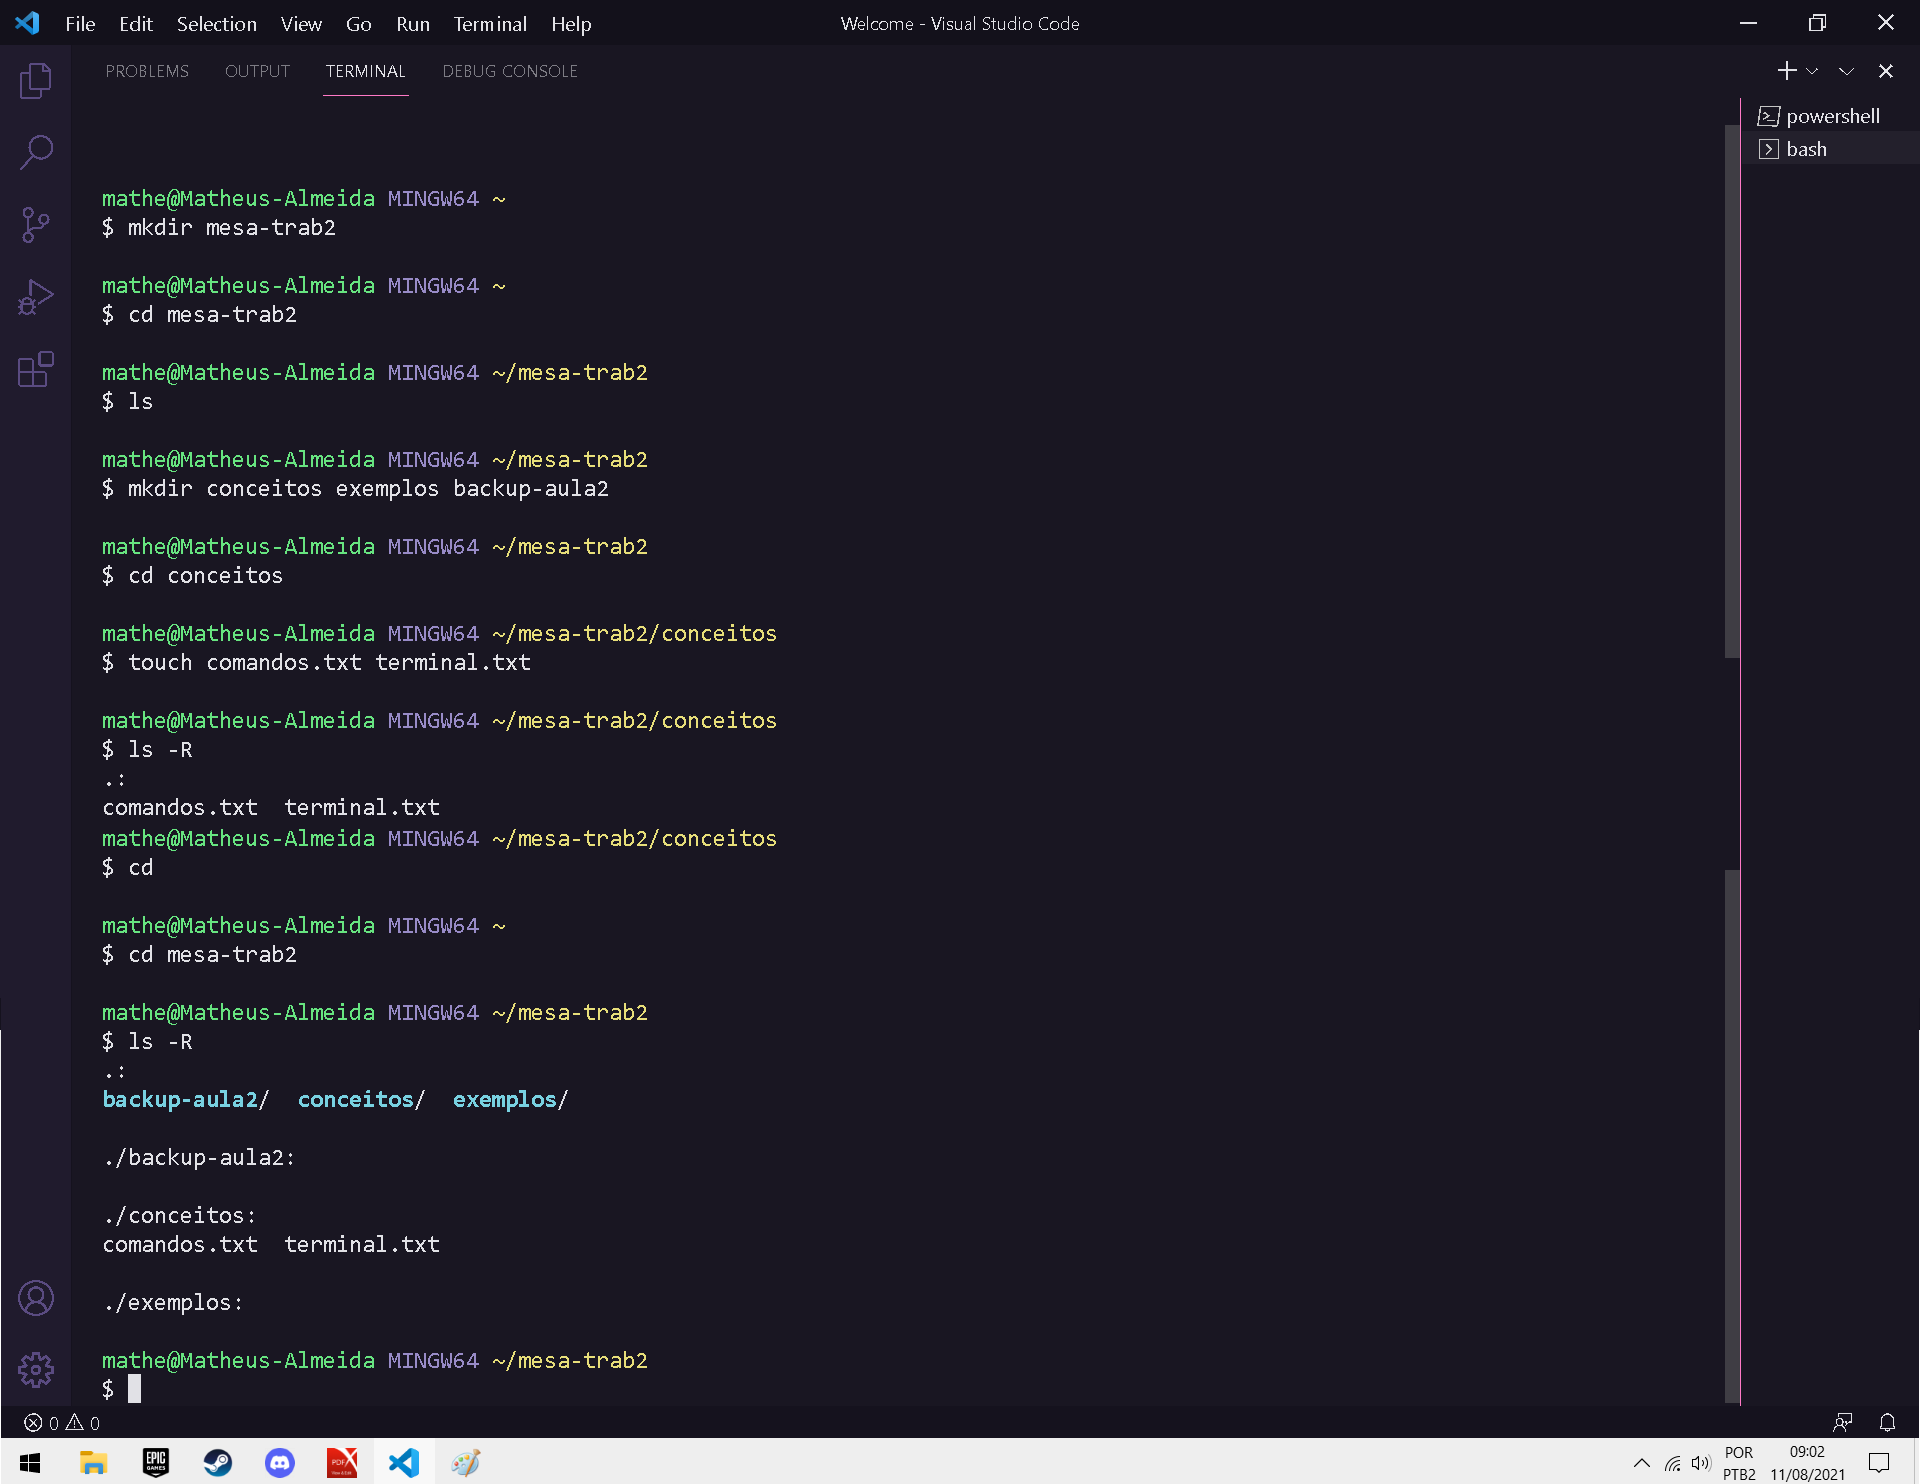 File Edit Selection View Go Run Terminal Help
Welcome - Visual Studio Code
PROBLEMS OUTPUT TERMINAL DEBUG CONSOLE
powershell
bash
mathe@Matheus-Almeida MINGW64 ~
$ mkdir mesa-trab2
mathe@Matheus-Almeida MINGW64 ~
$ cd mesa-trab2
mathe@Matheus-Almeida MINGW64 ~/mesa-trab2
$ ls
mathe@Matheus-Almeida MINGW64 ~/mesa-trab2
$ mkdir conceitos exemplos backup-aula2
mathe@Matheus-Almeida MINGW64 ~/mesa-trab2
$ cd conceitos
mathe@Matheus-Almeida MINGW64 ~/mesa-trab2/conceitos
$ touch comandos.txt terminal.txt
mathe@Matheus-Almeida MINGW64 ~/mesa-trab2/conceitos
$ ls -R
.:
comandos.txt  terminal.txt
mathe@Matheus-Almeida MINGW64 ~/mesa-trab2/conceitos
$ cd
mathe@Matheus-Almeida MINGW64 ~
$ cd mesa-trab2
mathe@Matheus-Almeida MINGW64 ~/mesa-trab2
$ ls -R
.:
backup-aula2/  conceitos/  exemplos/
./backup-aula2:
./conceitos:
comandos.txt  terminal.txt
./exemplos:
mathe@Matheus-Almeida MINGW64 ~/mesa-trab2
$
0 0
EPIC
GAMES
PDF
POR
PTB2
09:02
11/08/2021